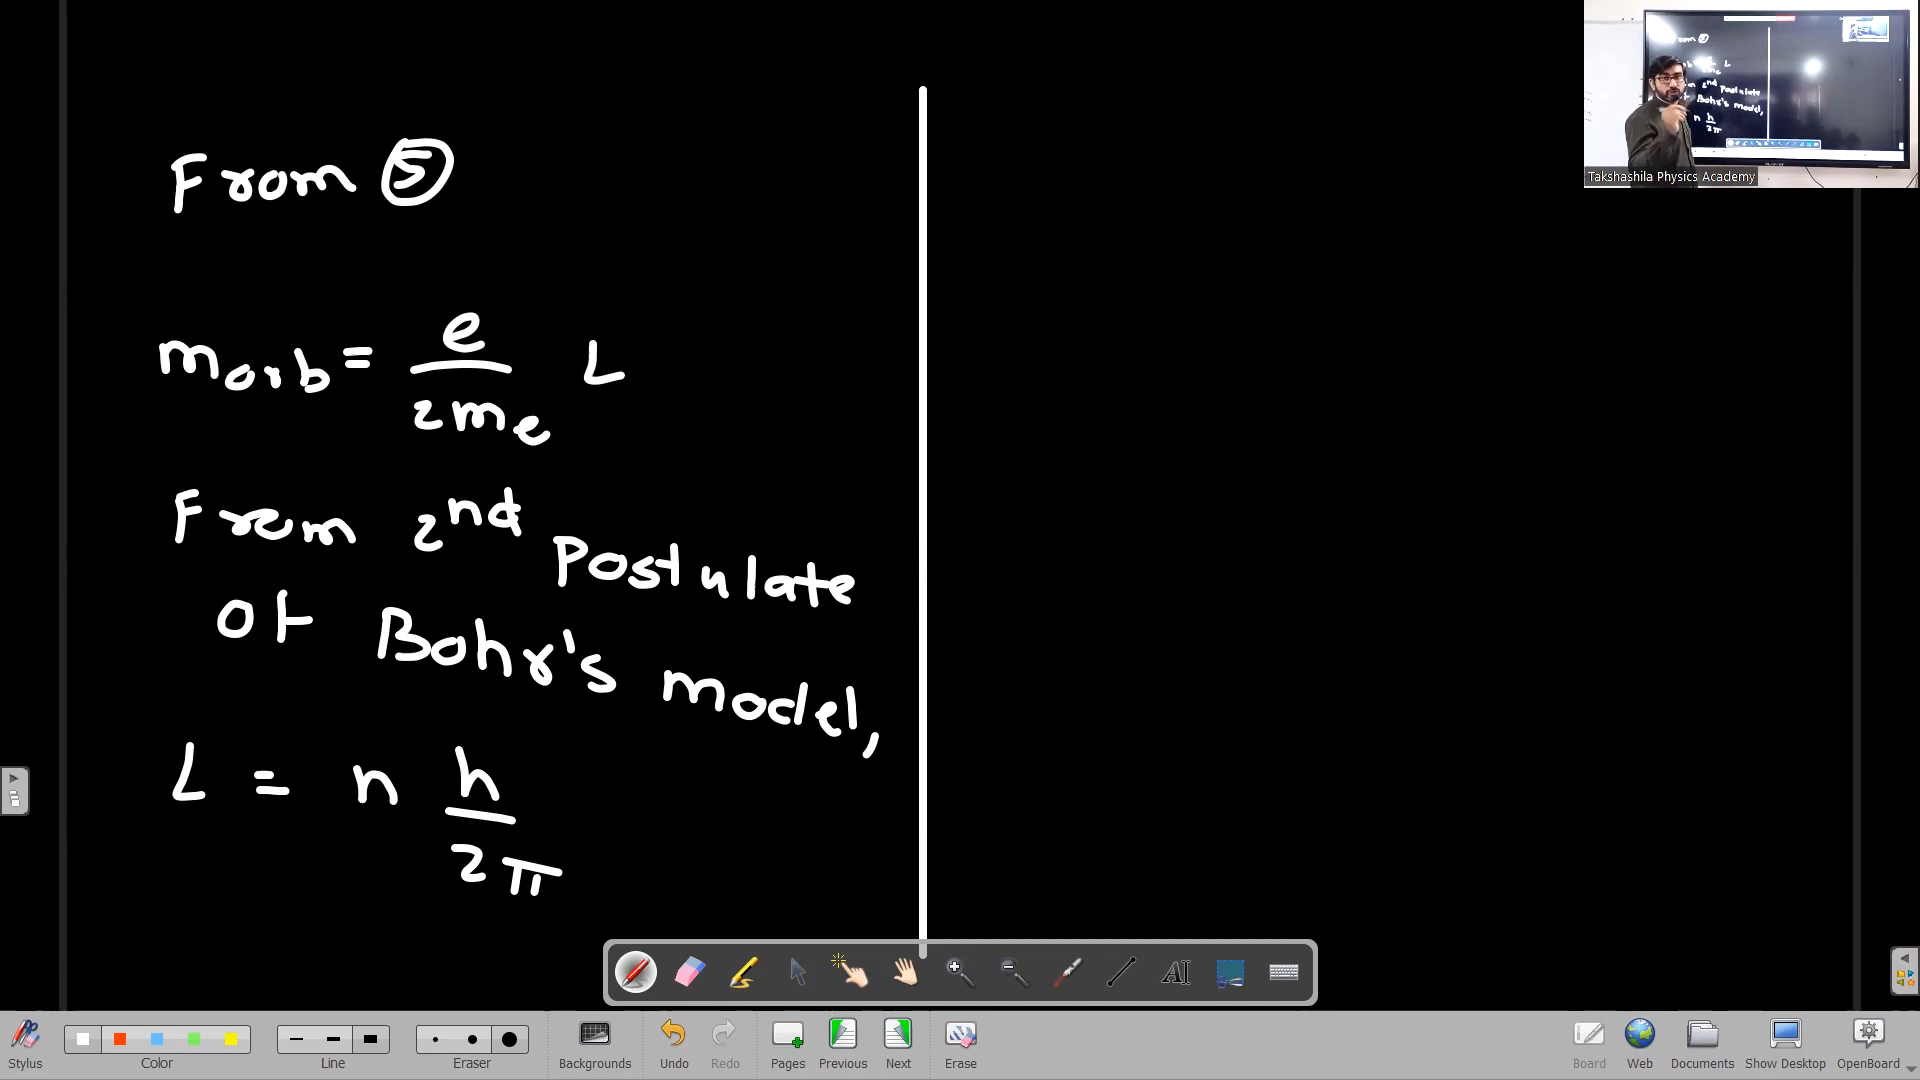 From ⑤
m_orb = e/2m_e L
From 2nd Postulate
of Bohr's model,
L = n h/2π
Takshashila Physics Academy
Stylus
Color
Line
Eraser
Backgrounds
Undo
Redo
Pages
Previous
Next
Erase
Board
Web
Documents
Show Desktop
OpenBoard